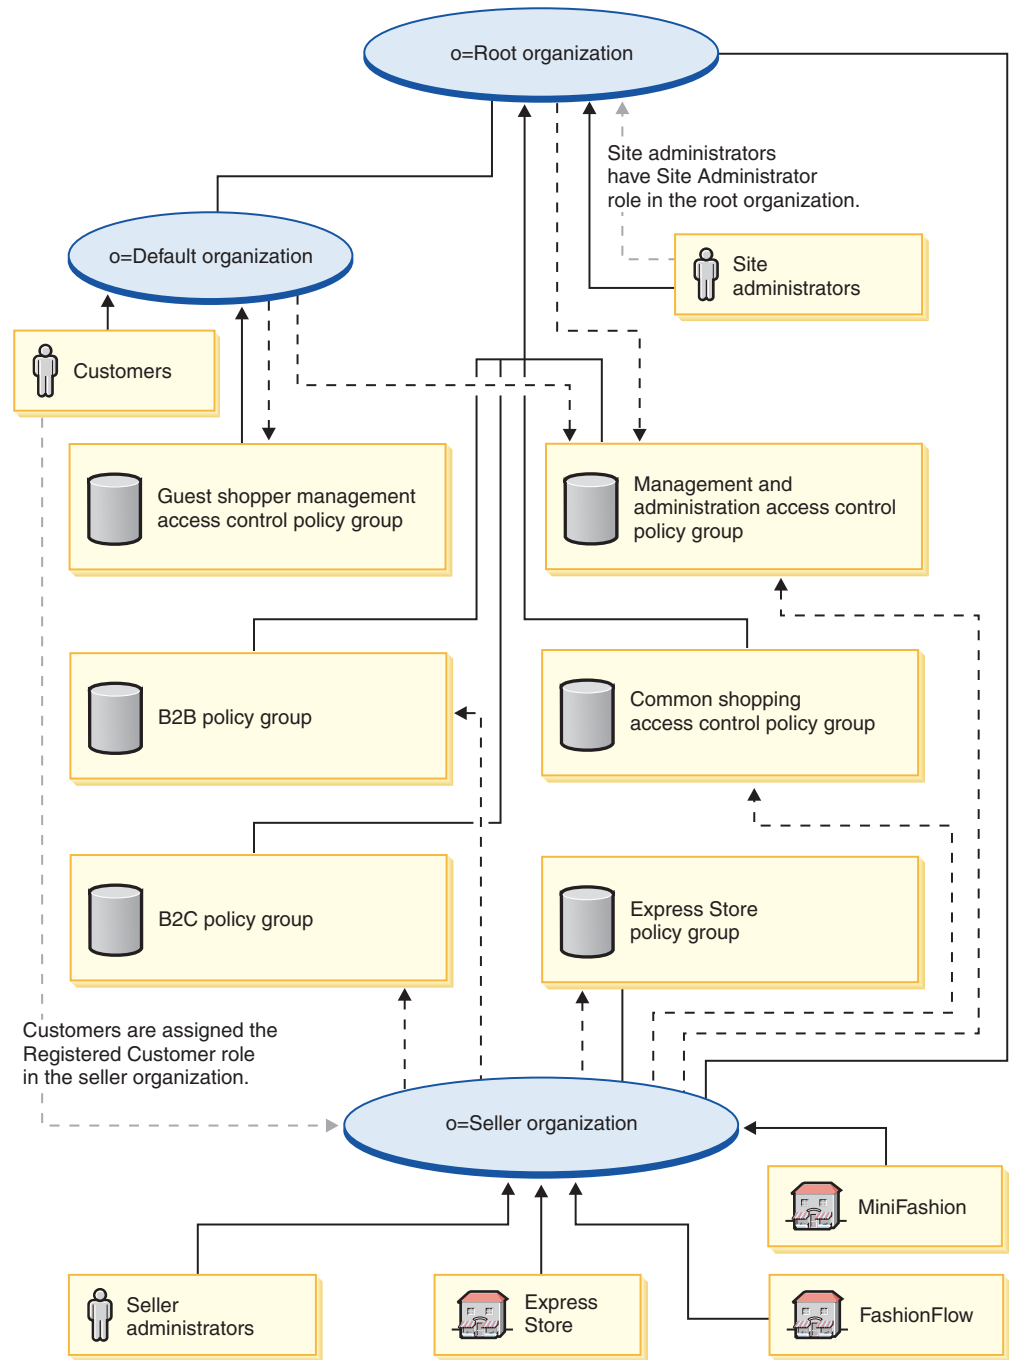 o=Root organization
Site administrators
have Site Administrator
role in the root organization.
o=Default organization
Site
administrators
Customers
Guest shopper management
access control policy group
Management and
administration access control
policy group
B2B policy group
Common shopping
access control policy group
B2C policy group
Express Store
policy group
Customers are assigned the
Registered Customer role
in the seller organization.
o=Seller organization
MiniFashion
Seller
administrators
Express
Store
FashionFlow